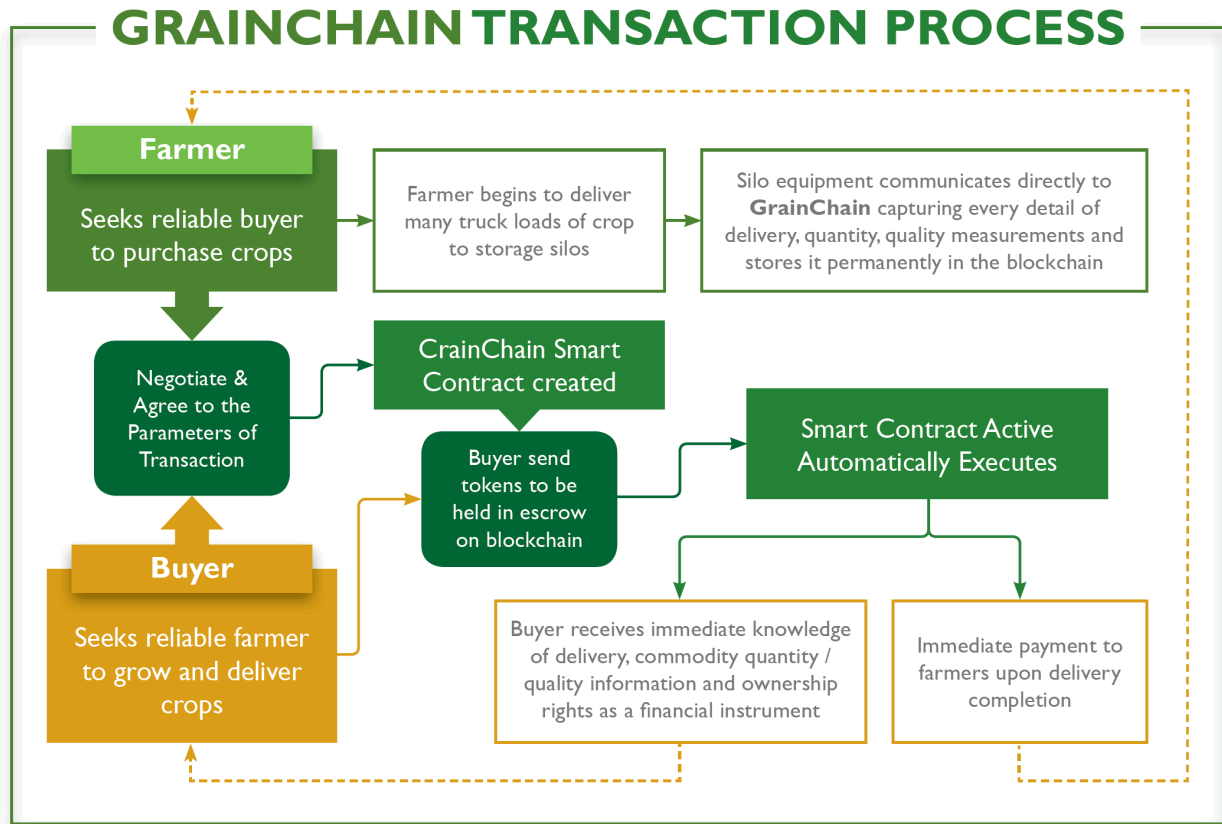 GRAINCHAIN TRANSACTION PROCESS
Farmer
Seeks reliable buyer
to purchase crops
Farmer begins to deliver
many truck loads of crop
to storage silos
Silo equipment communicates directly to
GrainChain capturing every detail of
delivery, quantity, quality measurements and
stores it permanently in the blockchain
Negotiate &
Agree to the
Parameters of
Transaction
CrainChain Smart
Contract created
Buyer send
tokens to be
held in escrow
on blockchain
Smart Contract Active
Automatically Executes
Buyer
Seeks reliable farmer
to grow and deliver
crops
Buyer receives immediate knowledge
of delivery, commodity quantity /
quality information and ownership
rights as a financial instrument
Immediate payment to
farmers upon delivery
completion